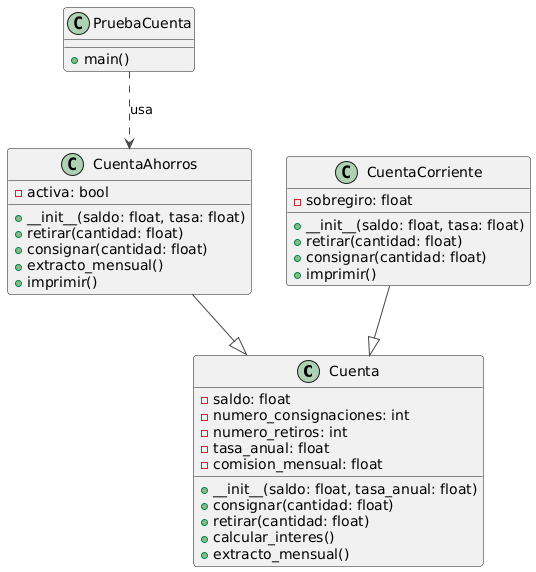 C PruebaCuenta
main()
usa
C CuentaAhorros
activa: bool
__init__(saldo: float, tasa: float)
retirar(cantidad: float)
consignar(cantidad: float)
extracto_mensual()
imprimir()
C CuentaCorriente
sobregiro: float
__init__(saldo: float, tasa: float)
retirar(cantidad: float)
consignar(cantidad: float)
imprimir()
C Cuenta
saldo: float
numero_consignaciones: int
numero_retiros: int
tasa_anual: float
comision_mensual: float
__init__(saldo: float, tasa_anual: float)
consignar(cantidad: float)
retirar(cantidad: float)
calcular_interes()
extracto_mensual()